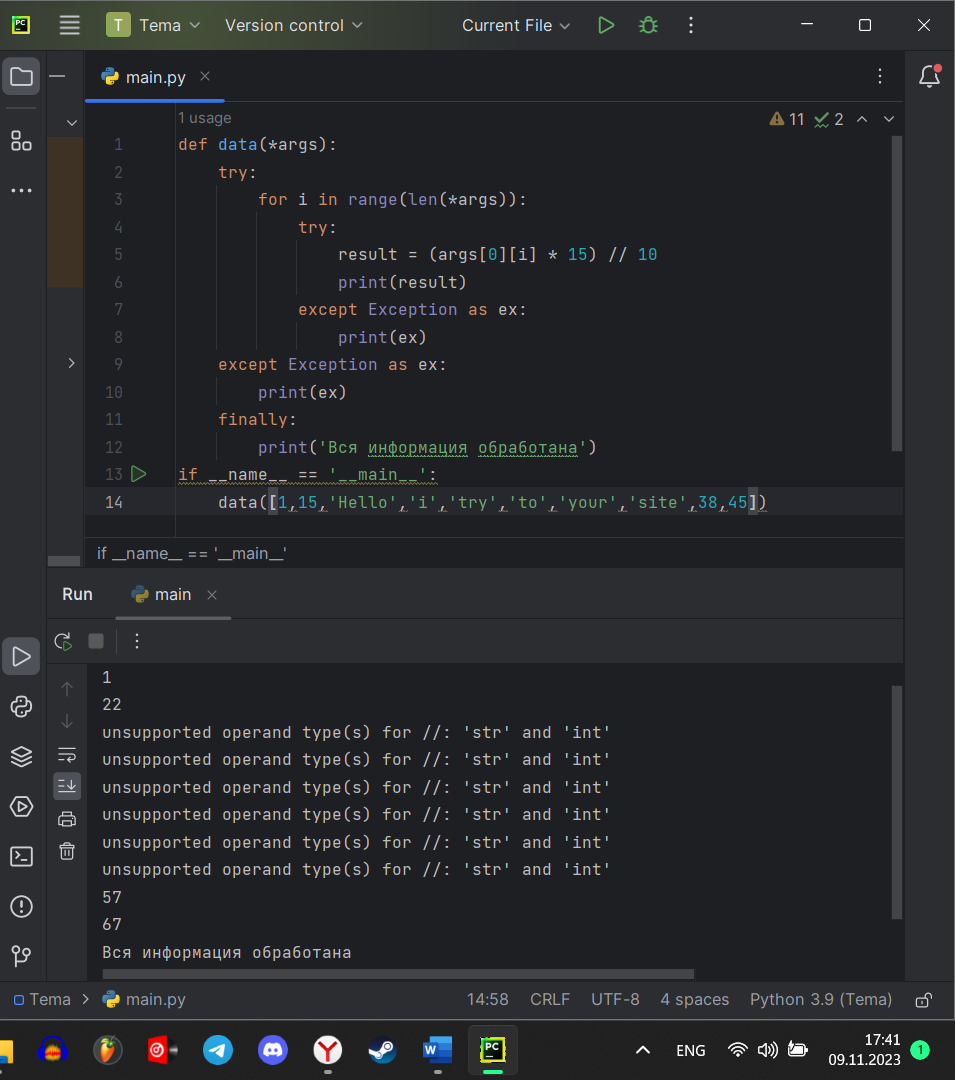 T Tema Version control Current File
main.py
1 usage
11 2
1 def data(*args):
2 try:
3 for i in range(len(*args)):
4 try:
5 result = (args[0][i] * 15) // 10
6 print(result)
7 except Exception as ex:
8 print(ex)
9 except Exception as ex:
10 print(ex)
11 finally:
12 print('Вся информация обработана')
13 if __name__ == '__main__':
14 data([1,15,'Hello','i','try','to','your','site',38,45])
if __name__ == '__main__'
Run main
1
22
unsupported operand type(s) for //: 'str' and 'int'
unsupported operand type(s) for //: 'str' and 'int'
unsupported operand type(s) for //: 'str' and 'int'
unsupported operand type(s) for //: 'str' and 'int'
unsupported operand type(s) for //: 'str' and 'int'
unsupported operand type(s) for //: 'str' and 'int'
57
67
Вся информация обработана
Tema main.py 14:58 CRLF UTF-8 4 spaces Python 3.9 (Tema)
ENG 17:41
09.11.2023 1